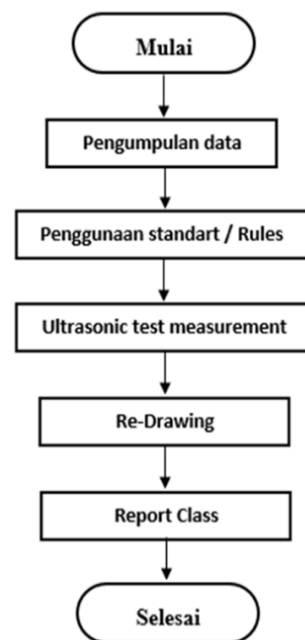 Mulai
Pengumpulan data
Penggunaan standart / Rules
Ultrasonic test measurement
Re-Drawing
Report Class
Selesai